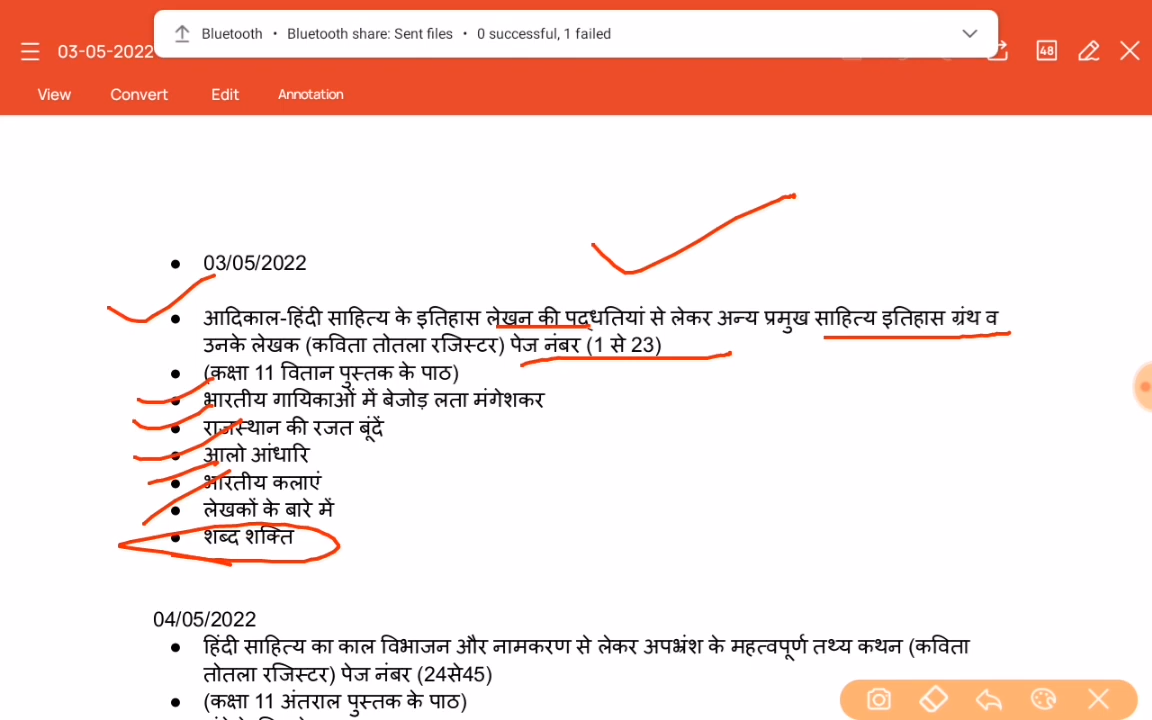 Bluetooth • Bluetooth share: Sent files • 0 successful, 1 failed
03-05-2022
48
View Convert Edit Annotation
• 03/05/2022
• आदिकाल-हिंदी साहित्य के इतिहास लेखन की पद्धतियां से लेकर अन्य प्रमुख साहित्य इतिहास ग्रंथ व
उनके लेखक (कविता तोतला रजिस्टर) पेज नंबर (1 से 23)
• (कक्षा 11 वितान पुस्तक के पाठ)
• भारतीय गायिकाओं में बेजोड़ लता मंगेशकर
• राजस्थान की रजत बूंदें
• आलो आंधारि
• भारतीय कलाएं
• लेखकों के बारे में
• शब्द शक्ति
04/05/2022
• हिंदी साहित्य का काल विभाजन और नामकरण से लेकर अपभ्रंश के महत्वपूर्ण तथ्य कथन (कविता
तोतला रजिस्टर) पेज नंबर (24से45)
• (कक्षा 11 अंतराल पुस्तक के पाठ)